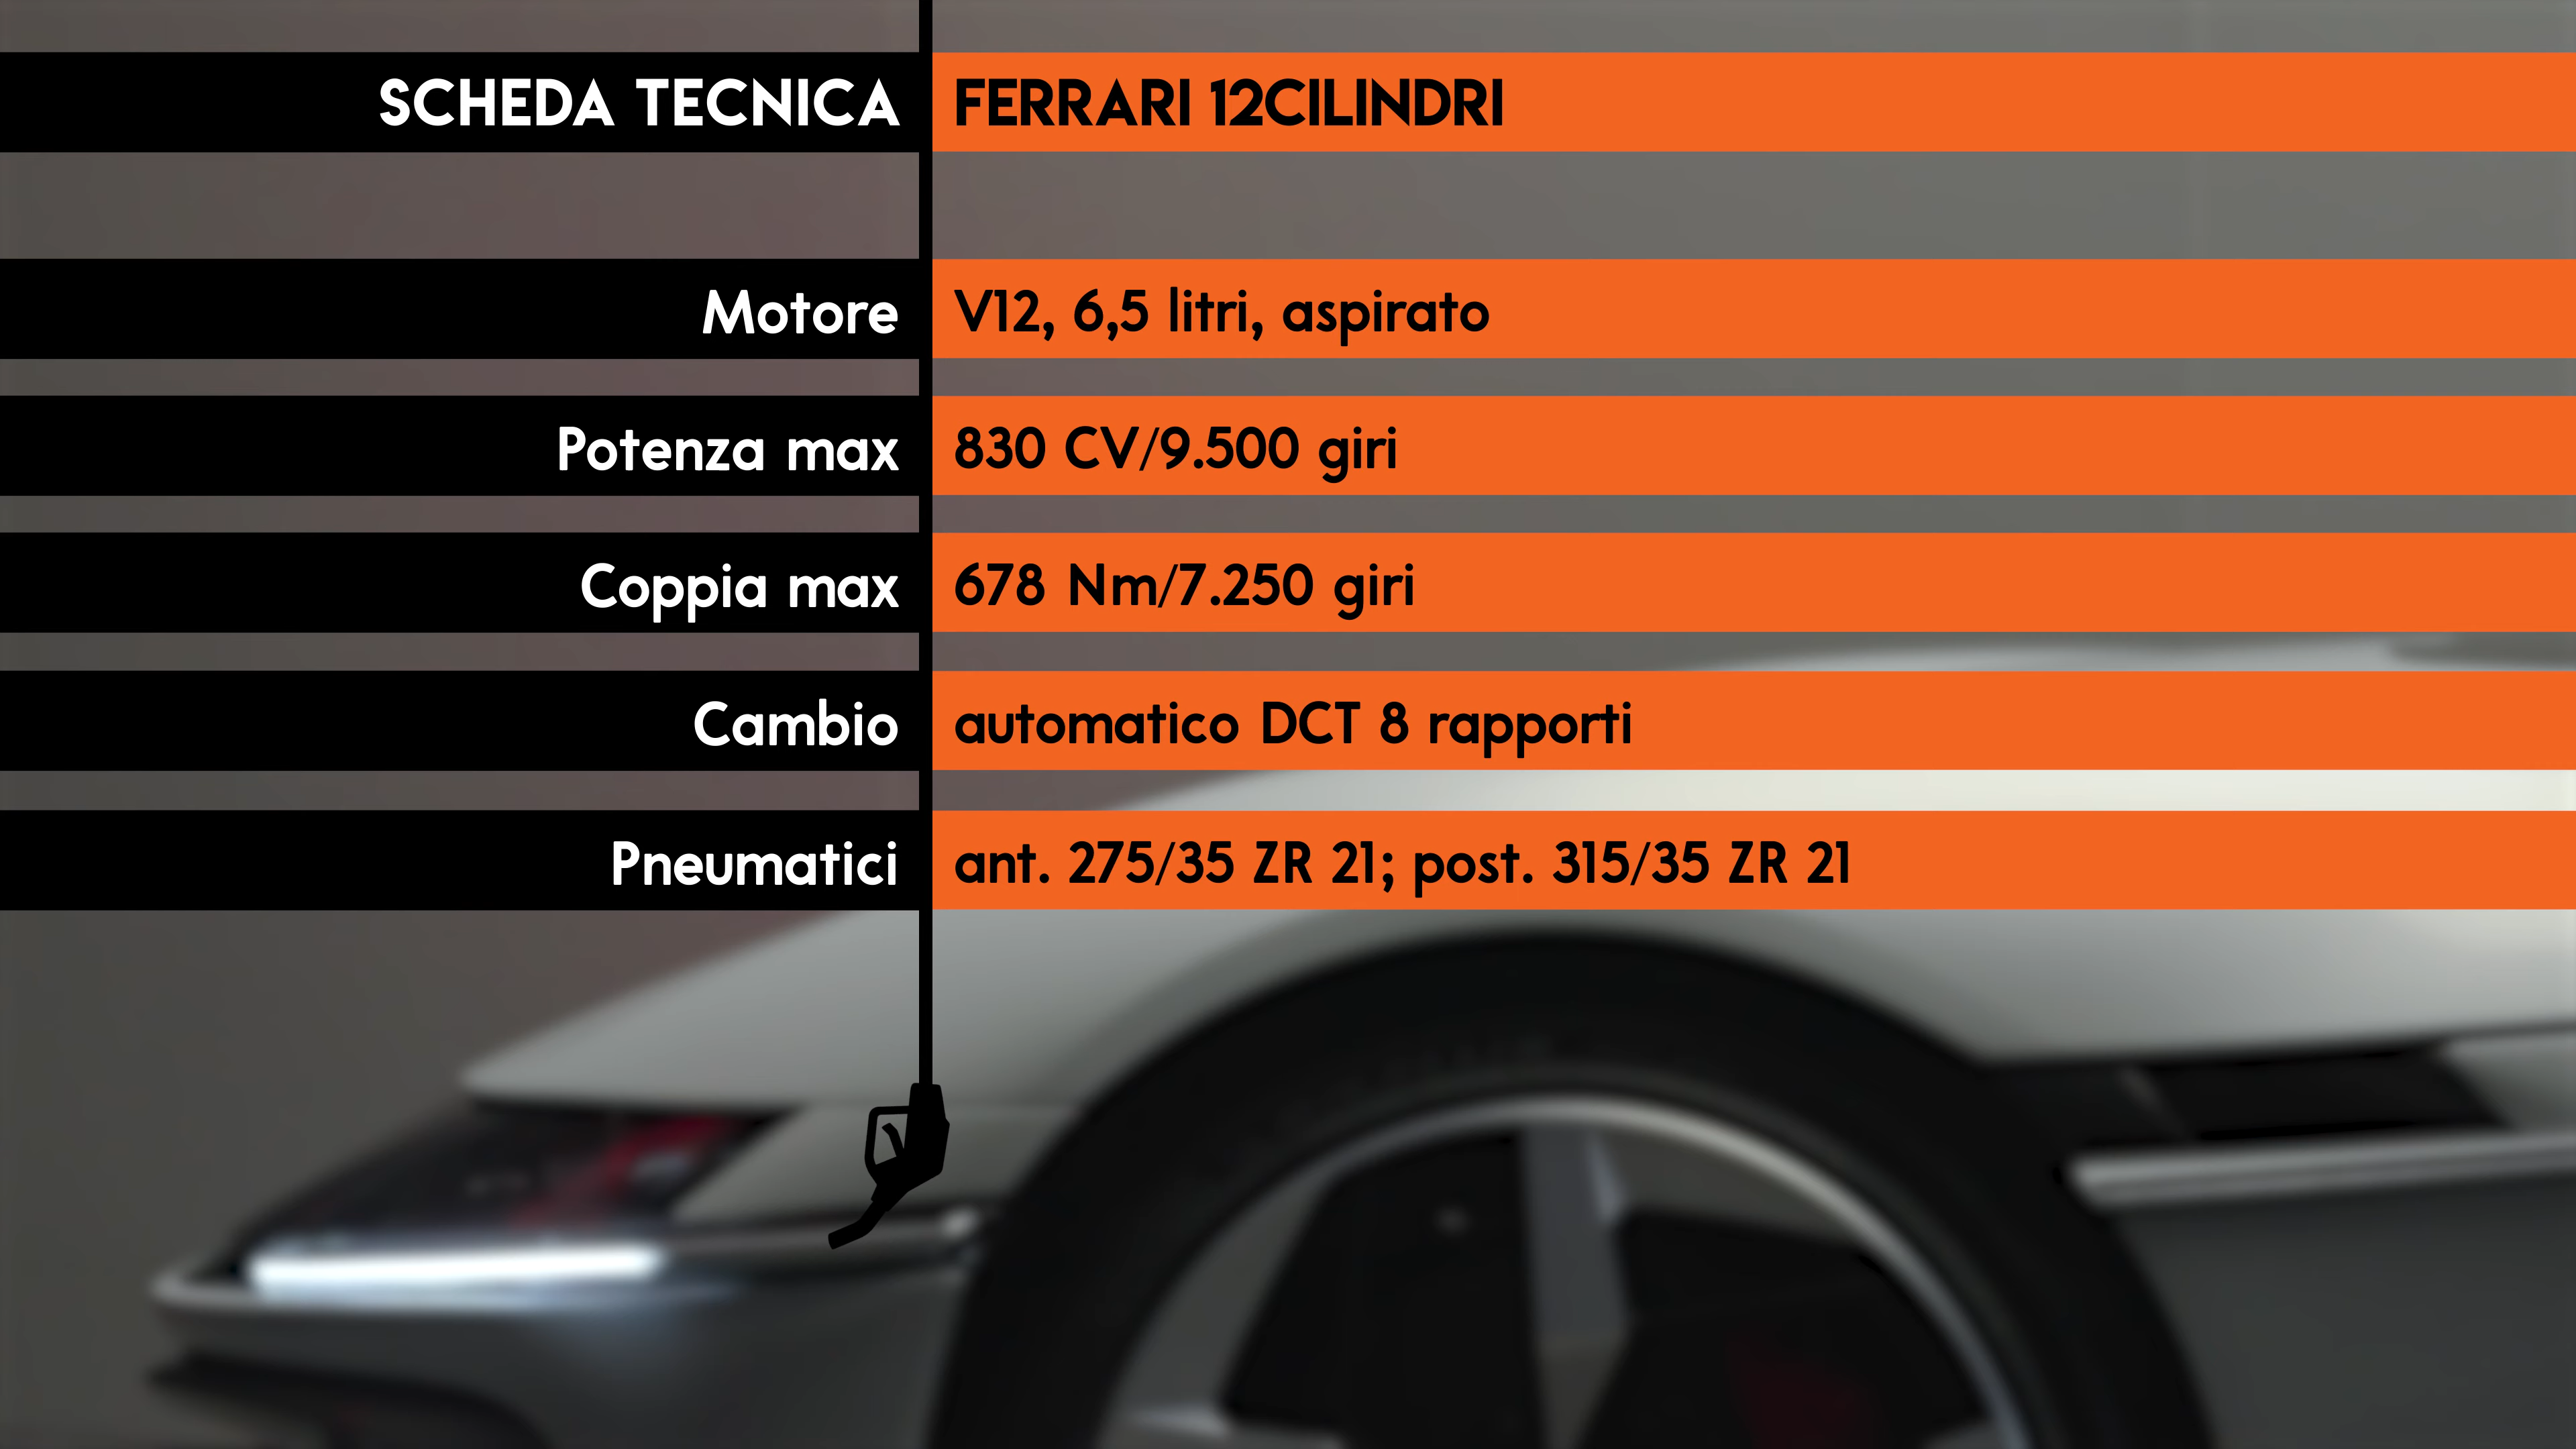 SCHEDA TECNICA FERRARI 12CILINDRI
Motore V12, 6,5 litri, aspirato
Potenza max 830 CV/9.500 giri
Coppia max 678 Nm/7.250 giri
Cambio automatico DCT 8 rapporti
Pneumatici ant. 275/35 ZR 21; post. 315/35 ZR 21